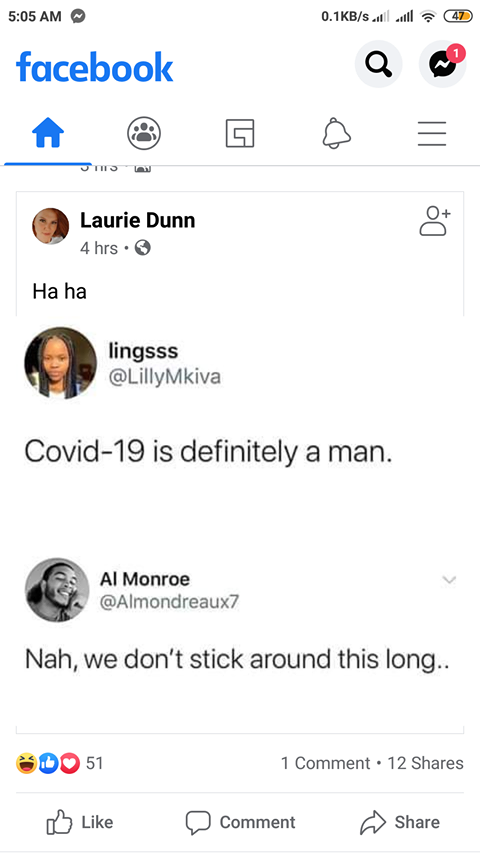 5:05 AM 0.1KB/s 47
facebook
1
3 hrs ·
Laurie Dunn
4 hrs ·
Ha ha
lingsss
@LillyMkiva
Covid-19 is definitely a man.
Al Monroe
@Almondreaux7
Nah, we don't stick around this long..
51 1 Comment • 12 Shares
Like Comment Share